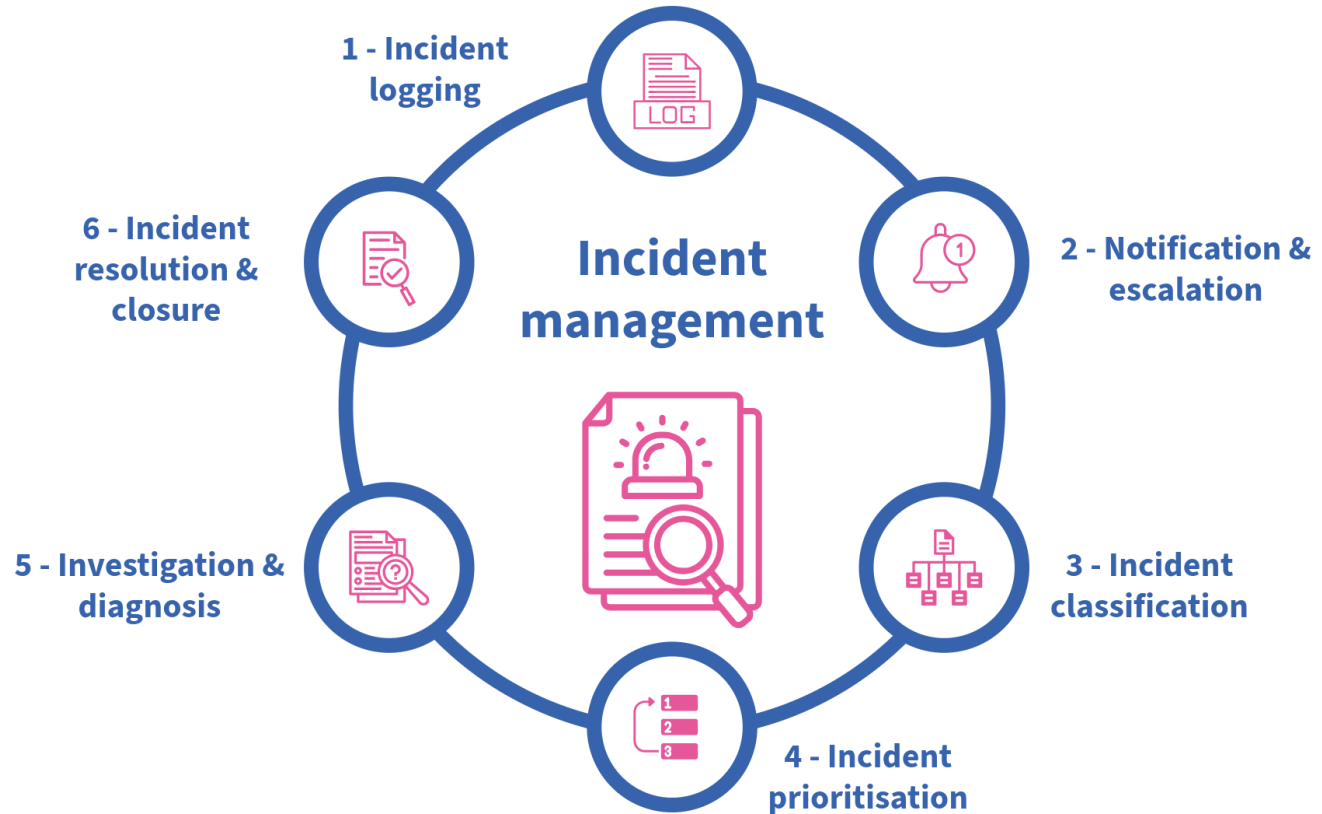 1 - Incident
logging
LOG
Incident
management
1
2 - Notification &
escalation
3 - Incident
classification
1
2
3
4 - Incident
prioritisation
?
5 - Investigation &
diagnosis
6 - Incident
resolution &
closure